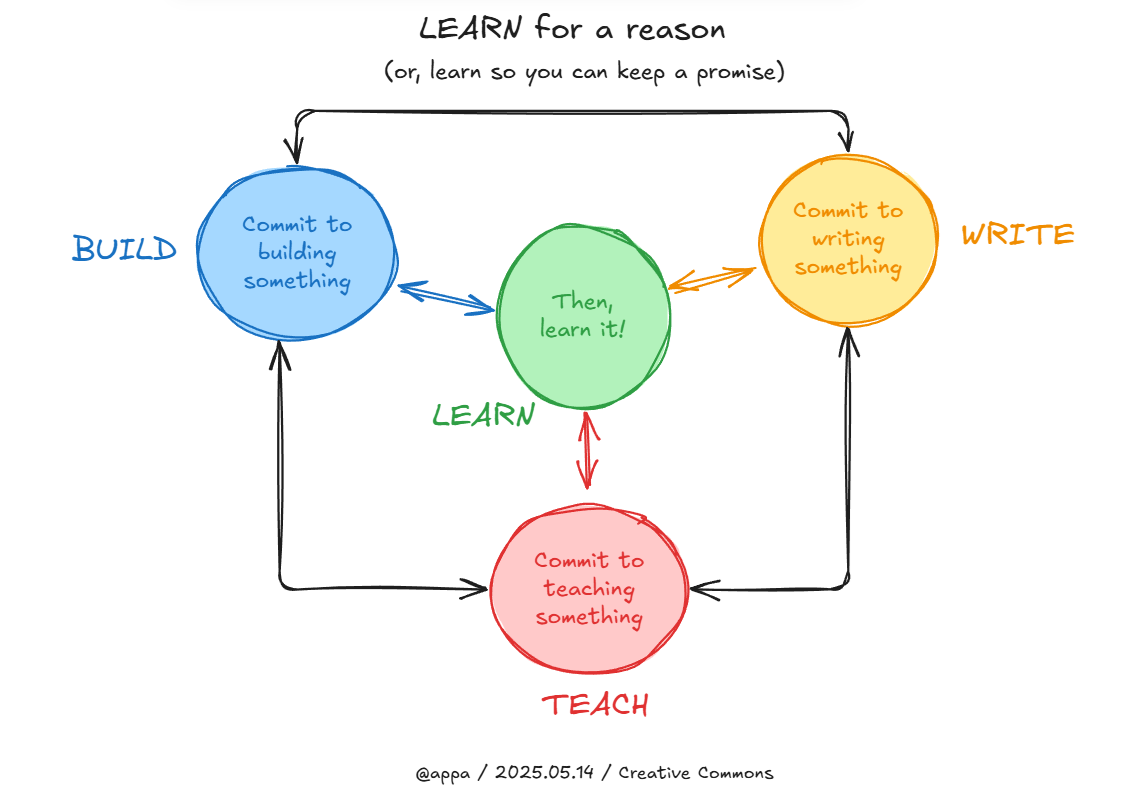 LEARN for a reason
(or, learn so you can keep a promise)
BUILD
Commit to
building
something
Then,
learn it!
LEARN
Commit to
writing
something
WRITE
Commit to
teaching
something
TEACH
@appa / 2025.05.14 / Creative Commons